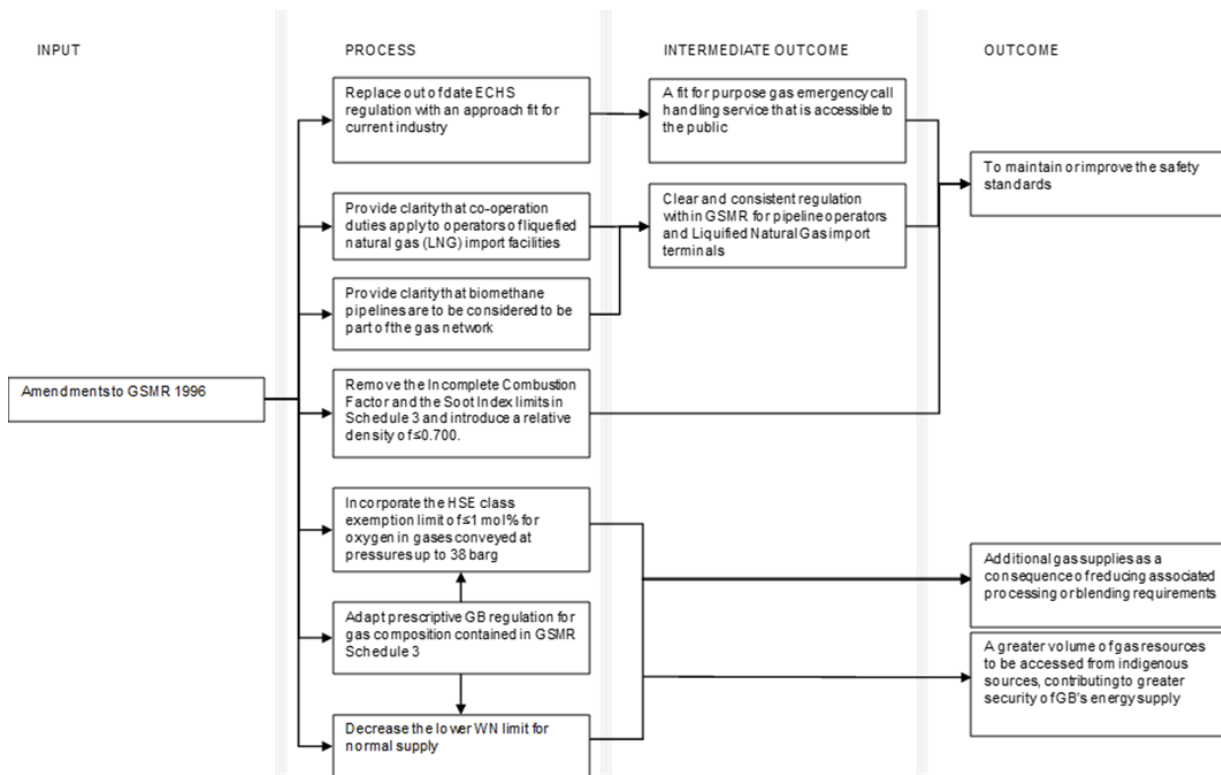 INPUT
PROCESS
INTERMEDIATE OUTCOME
OUTCOME
Replace out of date ECHS
regulation with an approach fit for
current industry
A fit for purpose gas emergency call
handling service that is accessible to
the public
To maintain or improve the safety
standards
Provide clarity that co-operation
duties apply to operators of liquefied
natural gas (LNG) import facilities
Clear and consistent regulation
within GSMR for pipeline operators
and Liquified Natural Gas import
terminals
Provide clarity that biomethane
pipelines are to be considered to be
part of the gas network
Amendments to GSMR 1996
Remove the Incomplete Combustion
Factor and the Soot Index limits in
Schedule 3 and introduce a relative
density of ≤0.700.
Incorporate the HSE class
exemption limit of ≤1 mol% for
oxygen in gases conveyed at
pressures up to 38 barg
Additional gas supplies as a
consequence of reducing associated
processing or blending requirements
Adapt prescriptive GB regulation for
gas composition contained in GSMR
Schedule 3
A greater volume of gas resources
to be accessed from indigenous
sources, contributing to greater
security of GB's energy supply
Decrease the lower WN limit for
normal supply